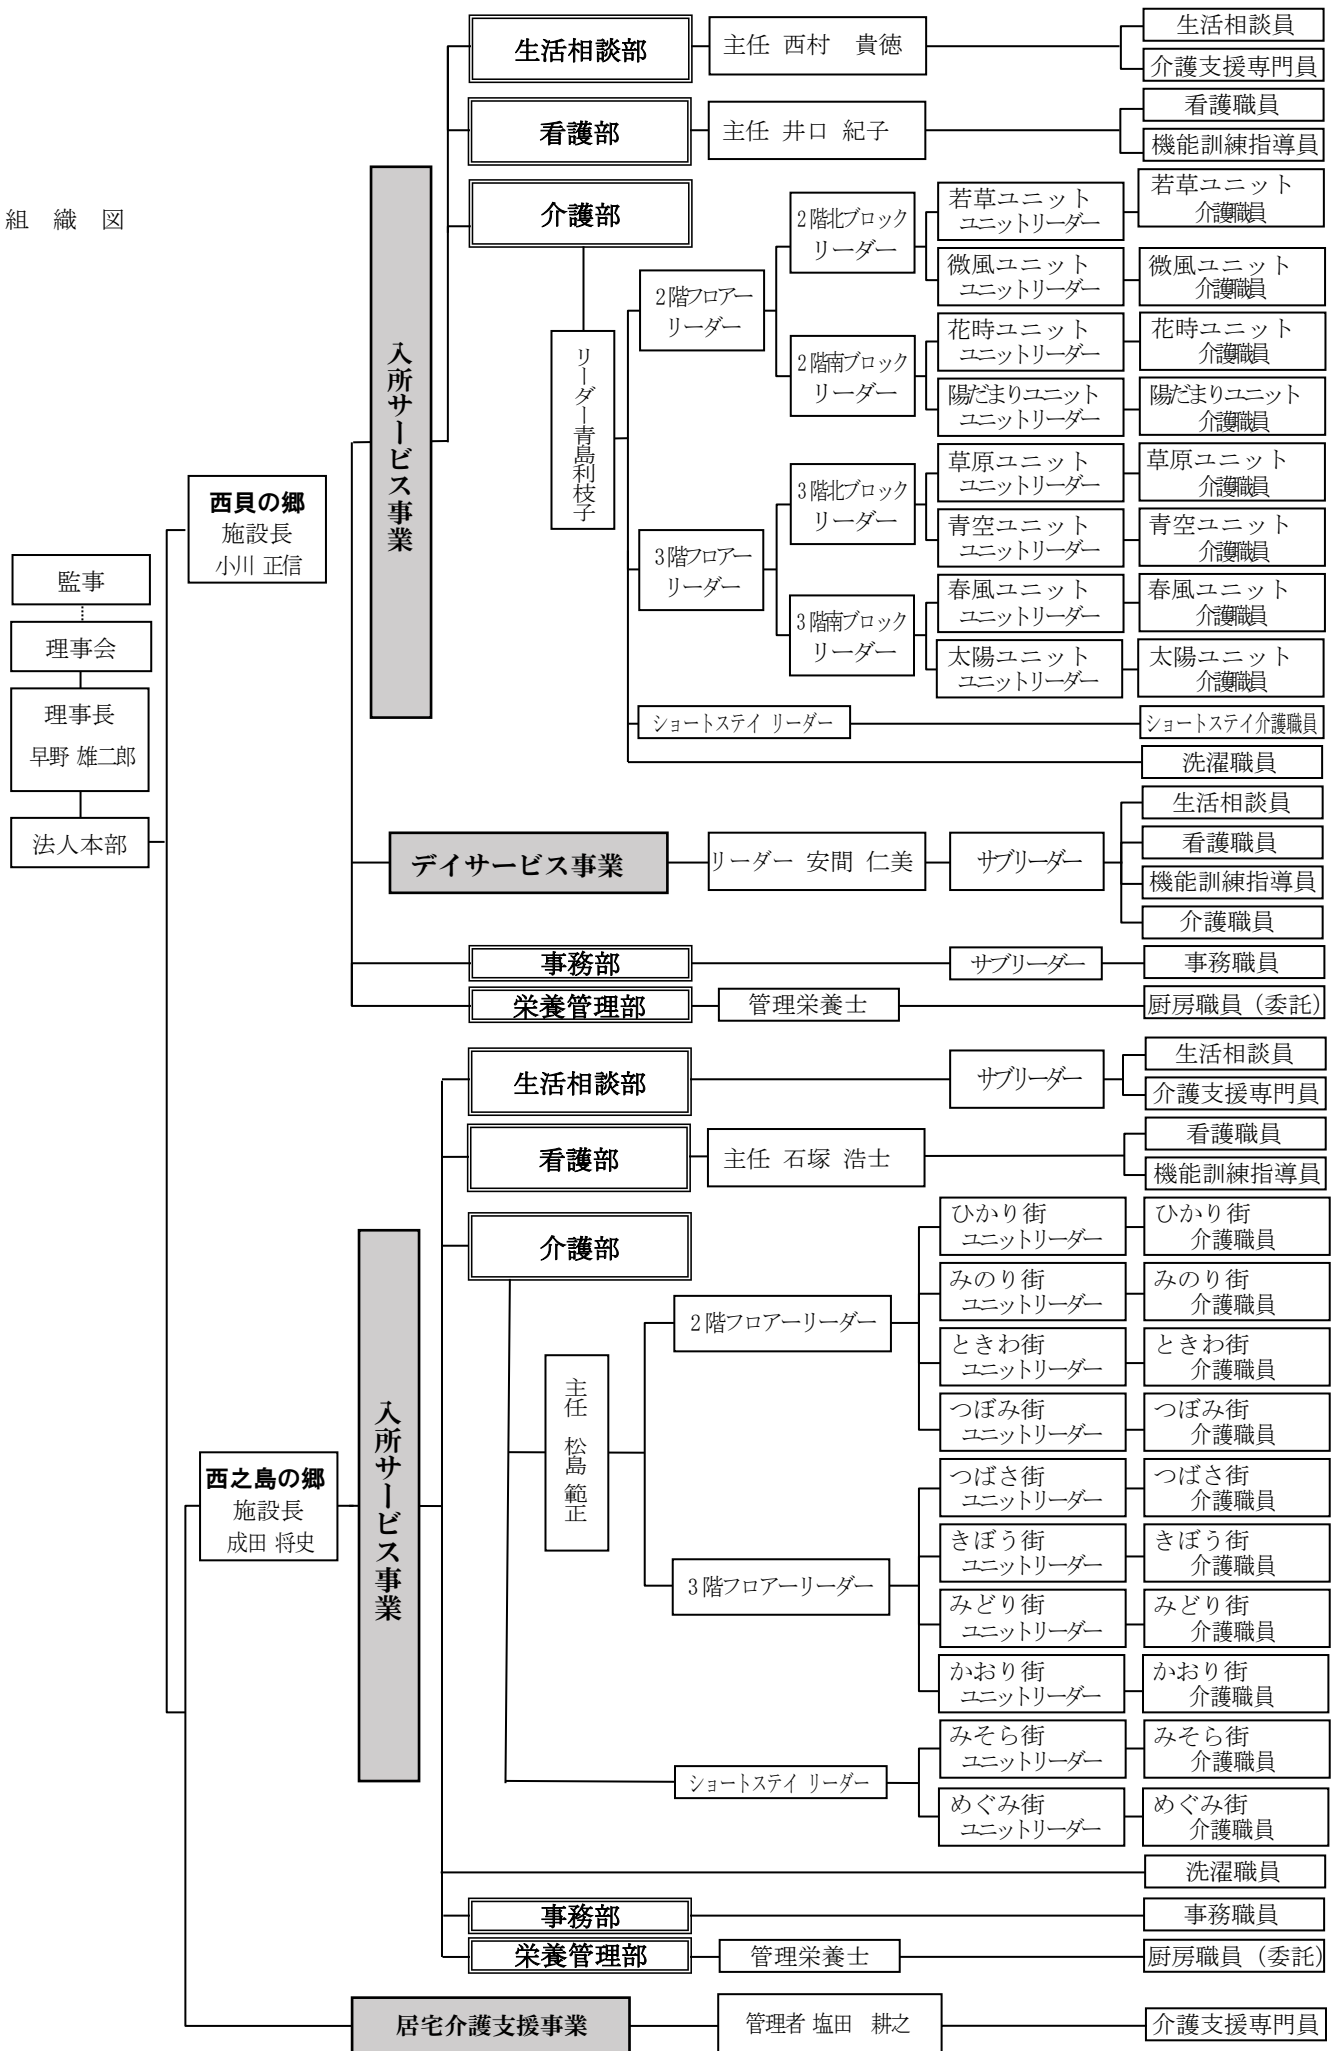 組 織 図
監事
理事会
理事長
早野 雄二郎
法人本部
西貝の郷
施設長
小川 正信
入所サービス事業
生活相談部
主任 西村 貴徳
生活相談員
介護支援専門員
看護部
主任 井口 紀子
看護職員
機能訓練指導員
介護部
リーダー青島利枝子
2階フロアー
リーダー
2階北ブロック
リーダー
若草ユニット
ユニットリーダー
若草ユニット
介護職員
微風ユニット
ユニットリーダー
微風ユニット
介護職員
2階南ブロック
リーダー
花時ユニット
ユニットリーダー
花時ユニット
介護職員
陽だまりユニット
ユニットリーダー
陽だまりユニット
介護職員
3階フロアー
リーダー
3階北ブロック
リーダー
草原ユニット
ユニットリーダー
草原ユニット
介護職員
青空ユニット
ユニットリーダー
青空ユニット
介護職員
3階南ブロック
リーダー
春風ユニット
ユニットリーダー
春風ユニット
介護職員
太陽ユニット
ユニットリーダー
太陽ユニット
介護職員
ショートステイ リーダー
ショートステイ介護職員
洗濯職員
デイサービス事業
リーダー 安間 仁美
サブリーダー
生活相談員
看護職員
機能訓練指導員
介護職員
事務部
サブリーダー
事務職員
栄養管理部
管理栄養士
厨房職員（委託）
西之島の郷
施設長
成田 将史
入所サービス事業
生活相談部
サブリーダー
生活相談員
介護支援専門員
看護部
主任 石塚 浩士
看護職員
機能訓練指導員
介護部
主任 松島 範正
2階フロアーリーダー
ひかり街
ユニットリーダー
ひかり街
介護職員
みのり街
ユニットリーダー
みのり街
介護職員
ときわ街
ユニットリーダー
ときわ街
介護職員
つぼみ街
ユニットリーダー
つぼみ街
介護職員
3階フロアーリーダー
つばさ街
ユニットリーダー
つばさ街
介護職員
きぼう街
ユニットリーダー
きぼう街
介護職員
みどり街
ユニットリーダー
みどり街
介護職員
かおり街
ユニットリーダー
かおり街
介護職員
ショートステイ リーダー
みそら街
ユニットリーダー
みそら街
介護職員
めぐみ街
ユニットリーダー
めぐみ街
介護職員
洗濯職員
事務部
事務職員
栄養管理部
管理栄養士
厨房職員（委託）
居宅介護支援事業
管理者 塩田 耕之
介護支援専門員